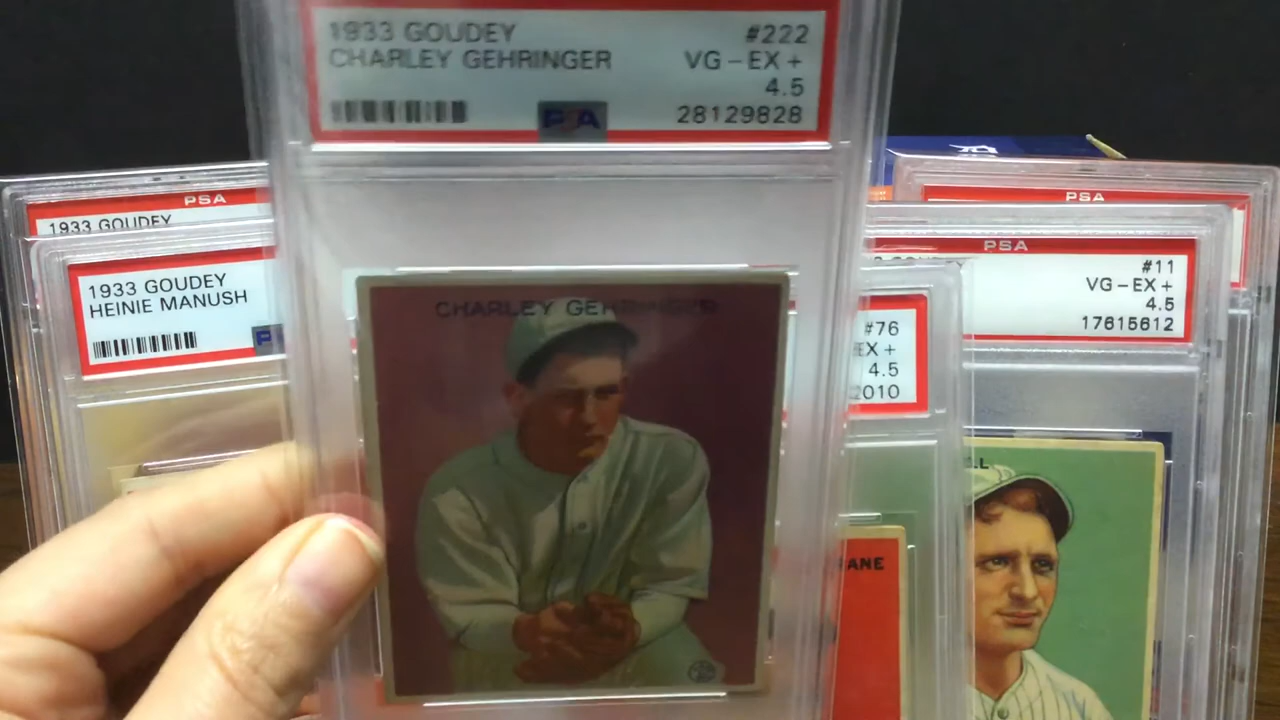 1933 GOUDEY #222
CHARLEY GEHRINGER VG-EX +
4.5
PSA 28129828
CHARLEY GEHRINGER
PSA
1933 GOUDEY
1933 GOUDEY
HEINIE MANUSH
PSA
PSA
#11
VG-EX +
4.5
17615612
#76
EX +
4.5
2010
ANE